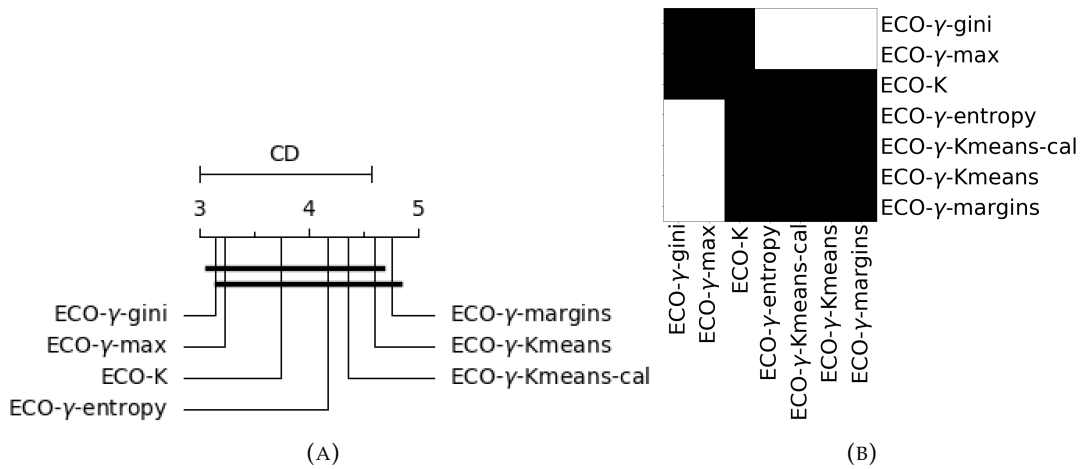 CD
3 4 5
ECO-γ-gini
ECO-γ-max
ECO-K
ECO-γ-entropy
ECO-γ-margins
ECO-γ-Kmeans
ECO-γ-Kmeans-cal
(A)
ECO-γ-gini
ECO-γ-max
ECO-K
ECO-γ-entropy
ECO-γ-Kmeans-cal
ECO-γ-Kmeans
ECO-γ-margins
ECO-γ-gini
ECO-γ-max
ECO-K
ECO-γ-entropy
ECO-γ-Kmeans-cal
ECO-γ-Kmeans
ECO-γ-margins
(B)